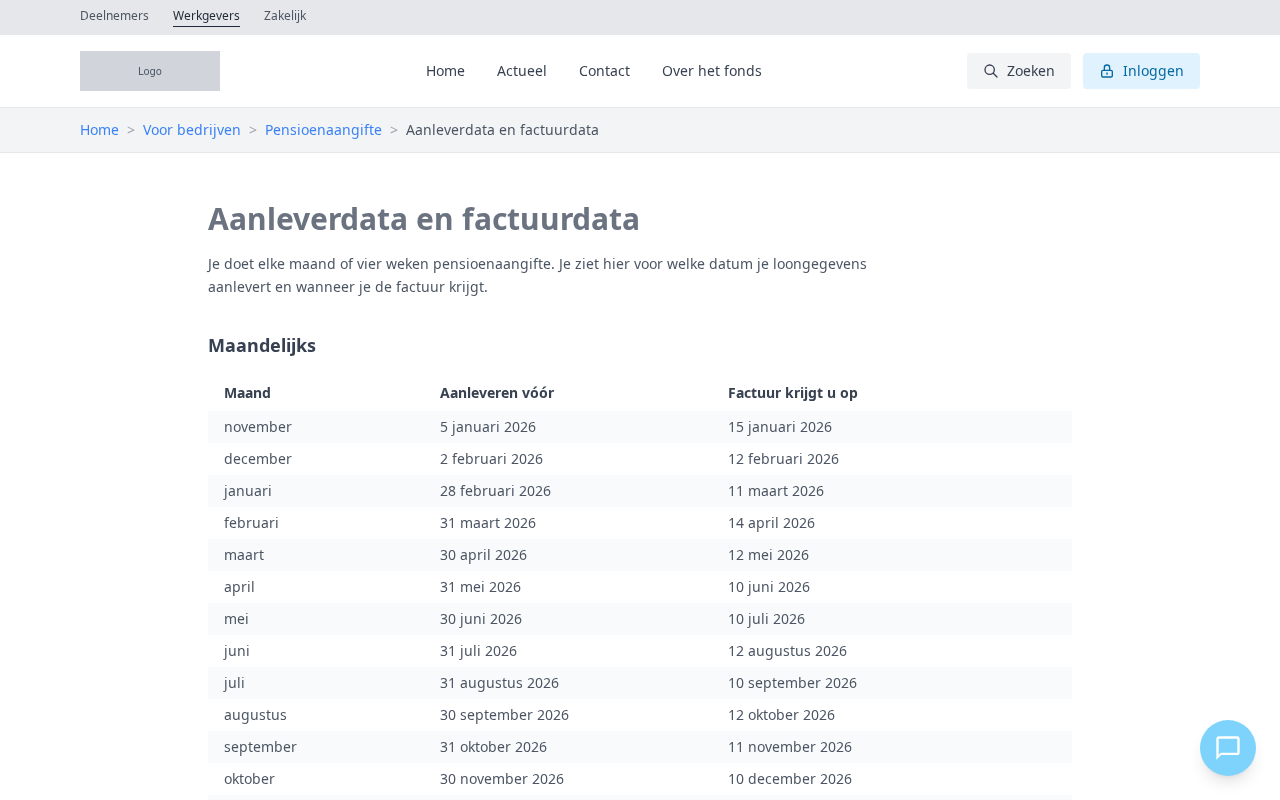 Deelnemers Werkgevers Zakelijk
Logo Home Actueel Contact Over het fonds Zoeken Inloggen
Home > Voor bedrijven > Pensioenaangifte > Aanleverdata en factuurdata
Aanleverdata en factuurdata
Je doet elke maand of vier weken pensioenaangifte. Je ziet hier voor welke datum je loongegevens
aanlevert en wanneer je de factuur krijgt.
Maandelijks
Maand Aanleveren vóór Factuur krijgt u op
november 5 januari 2026 15 januari 2026
december 2 februari 2026 12 februari 2026
januari 28 februari 2026 11 maart 2026
februari 31 maart 2026 14 april 2026
maart 30 april 2026 12 mei 2026
april 31 mei 2026 10 juni 2026
mei 30 juni 2026 10 juli 2026
juni 31 juli 2026 12 augustus 2026
juli 31 augustus 2026 10 september 2026
augustus 30 september 2026 12 oktober 2026
september 31 oktober 2026 11 november 2026
oktober 30 november 2026 10 december 2026